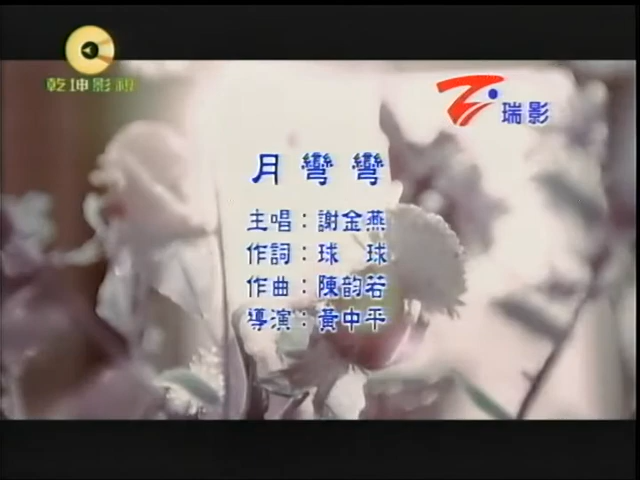 乾坤影視
瑞影
月彎彎
主唱：謝金燕
作詞：球　球
作曲：陳韵若
導演：黃中平